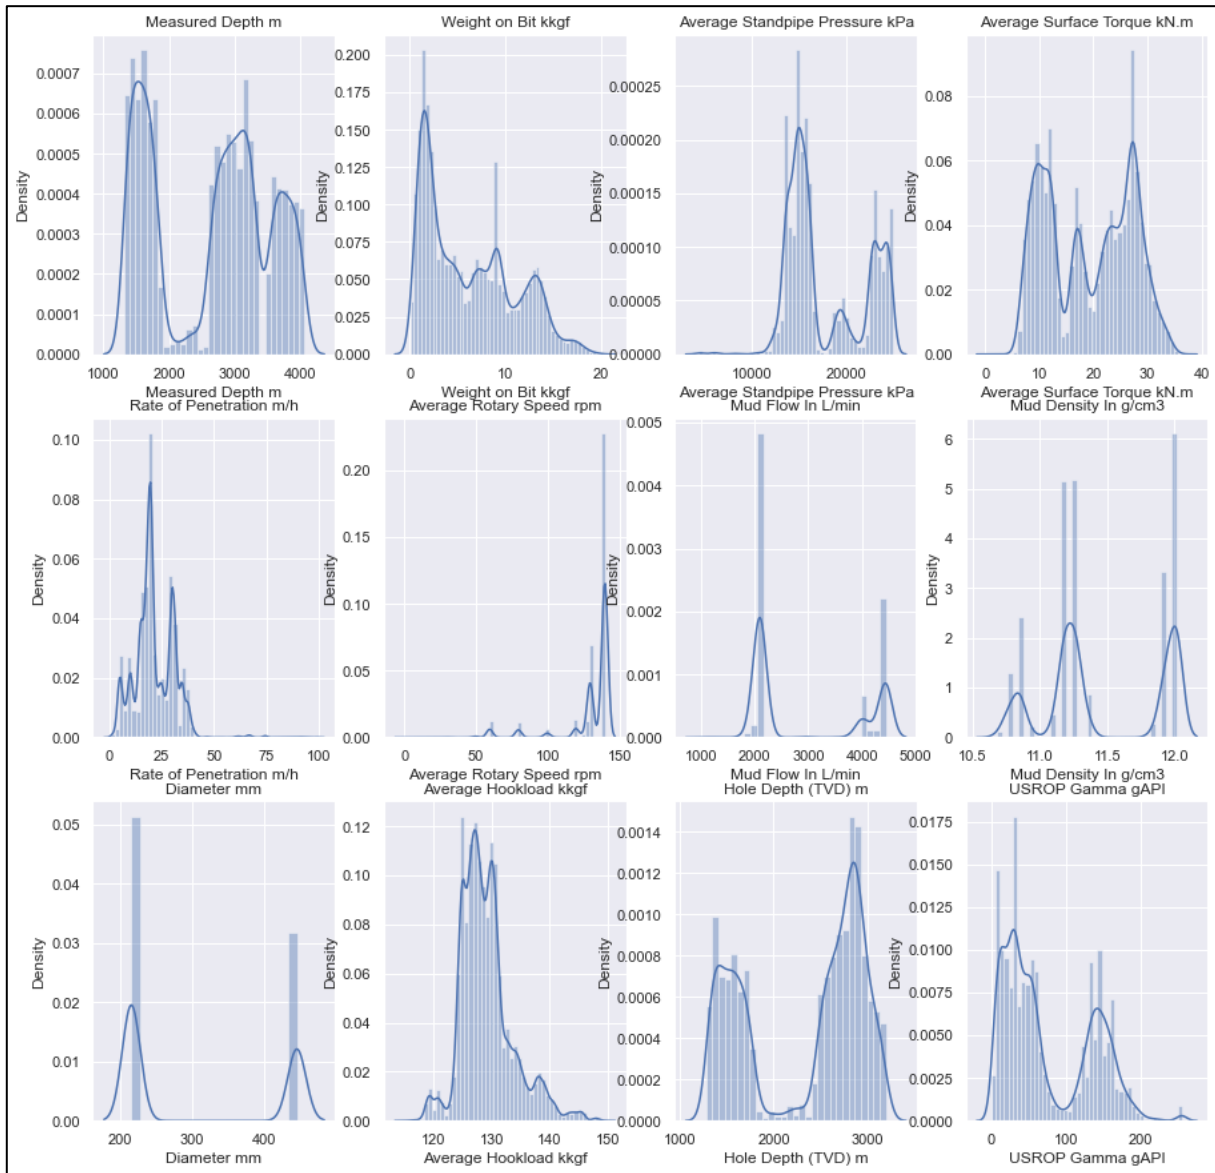 Measured Depth m
Weight on Bit kkgf
Average Standpipe Pressure kPa
Average Surface Torque kN.m
Density
0.0007
0.0006
0.0005
0.0004
0.0003
0.0002
0.0001
0.0000
1000 2000 3000 4000
Measured Depth m
Density
0.200
0.175
0.150
0.125
0.100
0.075
0.050
0.025
0.000
0 10 20
Weight on Bit kkgf
Density
0.00025
0.00020
0.00015
0.00010
0.00005
0.00000
10000 20000
Average Standpipe Pressure kPa
Density
0.08
0.06
0.04
0.02
0.00
0 10 20 30 40
Average Surface Torque kN.m
Rate of Penetration m/h
Average Rotary Speed rpm
Mud Flow In L/min
Mud Density In g/cm3
Density
0.10
0.08
0.06
0.04
0.02
0.00
0 25 50 75 100
Rate of Penetration m/h
Density
0.20
0.15
0.10
0.05
0.00
0 50 100 150
Average Rotary Speed rpm
Density
0.005
0.004
0.003
0.002
0.001
0.000
1000 2000 3000 4000 5000
Mud Flow In L/min
Density
6
5
4
3
2
1
0
10.5 11.0 11.5 12.0
Mud Density In g/cm3
Diameter mm
Average Hookload kkgf
Hole Depth (TVD) m
USROP Gamma gAPI
Density
0.05
0.04
0.03
0.02
0.01
0.00
200 400
Diameter mm
Density
0.12
0.10
0.08
0.06
0.04
0.02
0.00
120 130 140 150
Average Hookload kkgf
Density
0.0014
0.0012
0.0010
0.0008
0.0006
0.0004
0.0002
0.0000
1000 2000 3000
Hole Depth (TVD) m
Density
0.0175
0.0150
0.0125
0.0100
0.0075
0.0050
0.0025
0.0000
0 100 200
USROP Gamma gAPI